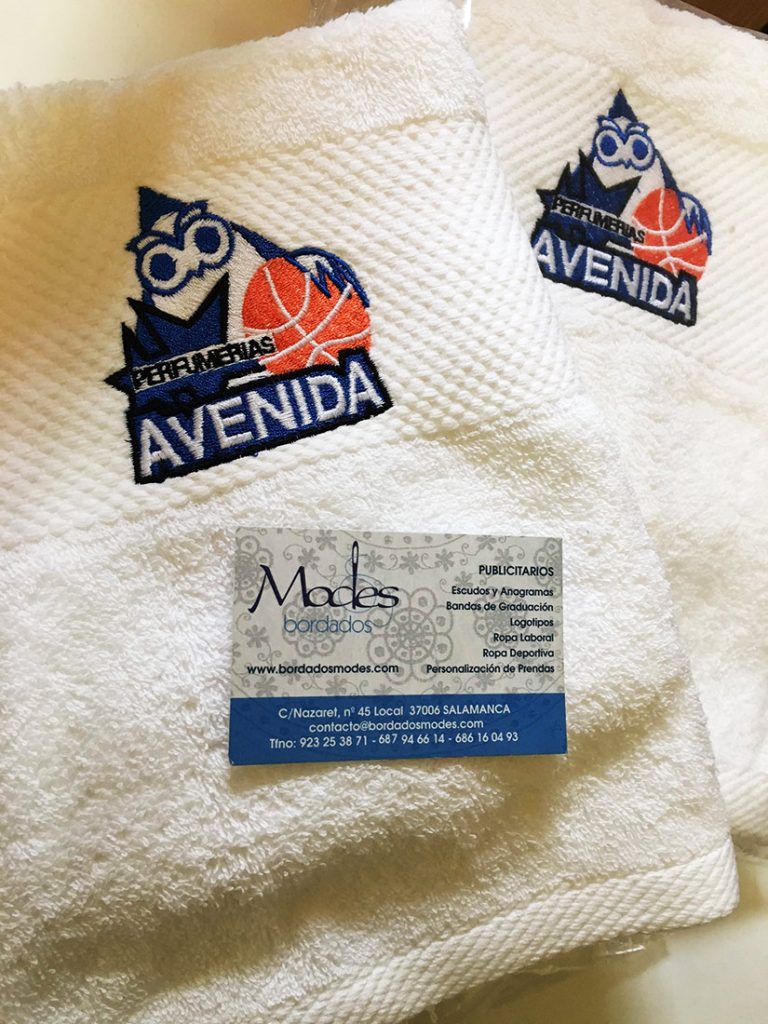 PERFUMERIAS
AVENIDA
PERFUMERIAS
AVENIDA
Modes
bordados
www.bordadosmodes.com
PUBLICITARIOS
Escudos y Anagramas
Bandas de Graduación
Logotipos
Ropa Laboral
Ropa Deportiva
Personalización de Prendas
C/Nazaret, nº 45 Local 37006 SALAMANCA
contacto@bordadosmodes.com
Tfno: 923 25 38 71 - 687 94 66 14 - 686 16 04 93